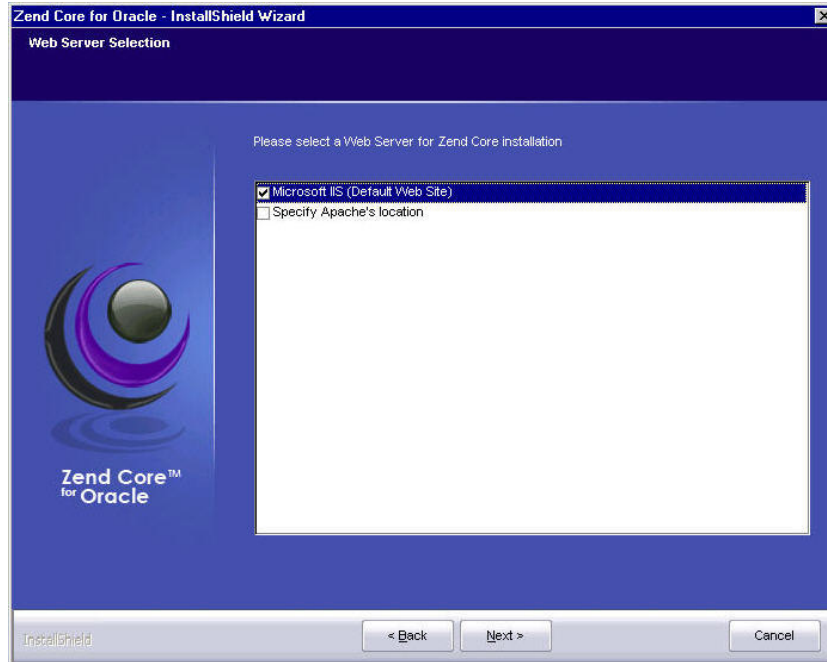 Zend Core for Oracle - InstallShield Wizard
Web Server Selection
Please select a Web Server for Zend Core installation
Microsoft IIS (Default Web Site)
Specify Apache's location
Zend Core™
for Oracle
InstallShield
< Back
Next >
Cancel